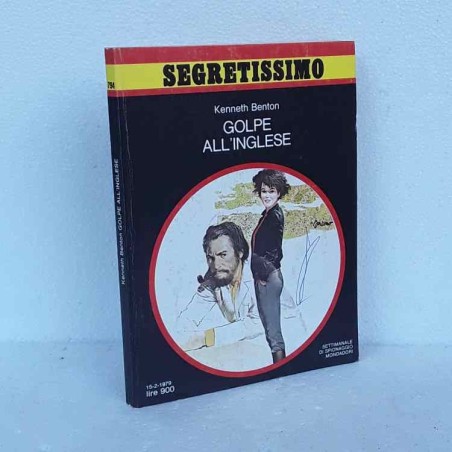 794
SEGRETISSIMO
Kenneth Benton
GOLPE
ALL'INGLESE
Kenneth Benton GOLPE ALL'INGLESE
SETTIMANALE
DI SPIONAGGIO
MONDADORI
15-2-1979
lire 900